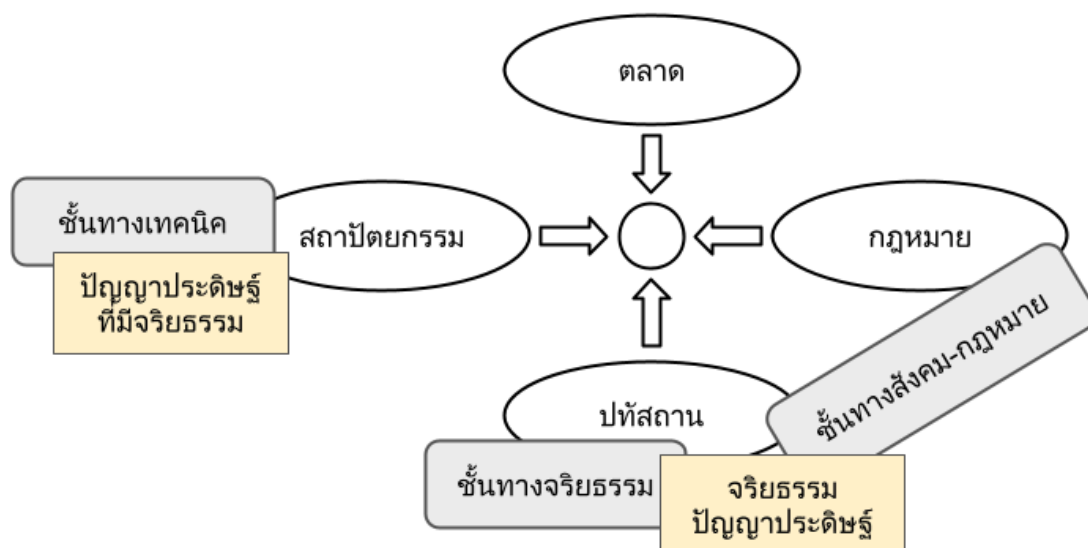 ตลาด
ชั้นทางเทคนิค
สถาปัตยกรรม
กฎหมาย
ปัญญาประดิษฐ์
ที่มีจริยธรรม
ชั้นทางสังคม-กฎหมาย
ปทัสถาน
ชั้นทางจริยธรรม
จริยธรรม
ปัญญาประดิษฐ์